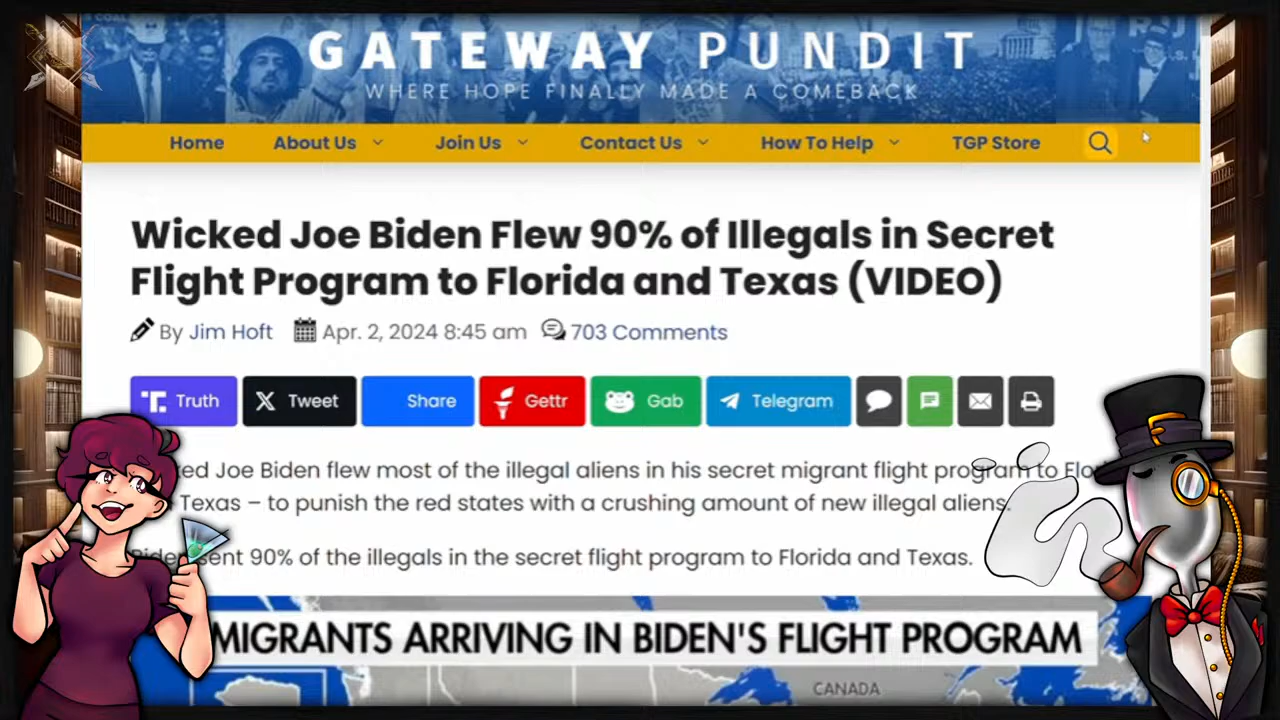 GATEWAY PUNDIT
WHERE HOPE FINALLY MADE A COMEBACK
Home About Us Join Us Contact Us How To Help TGP Store
Wicked Joe Biden Flew 90% of Illegals in Secret
Flight Program to Florida and Texas (VIDEO)
By Jim Hoft Apr. 2, 2024 8:45 am 703 Comments
Truth Tweet Share Gettr Gab Telegram
ed Joe Biden flew most of the illegal aliens in his secret migrant flight program to Flo
Texas – to punish the red states with a crushing amount of new illegal aliens.
Biden sent 90% of the illegals in the secret flight program to Florida and Texas.
MIGRANTS ARRIVING IN BIDEN'S FLIGHT PROGRAM
CANADA